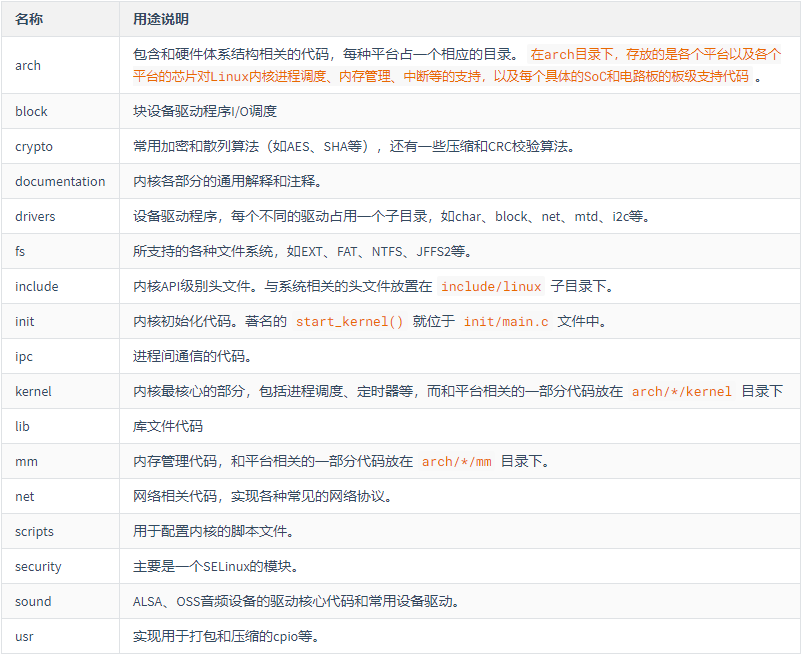 名称 用途说明
arch 包含和硬件体系结构相关的代码，每种平台占一个相应的目录。 在arch目录下，存放的是各个平台以及各个
平台的芯片对Linux内核进程调度、内存管理、中断等的支持，以及每个具体的SoC和电路板的板级支持代码 。
block 块设备驱动程序I/O调度
crypto 常用加密和散列算法（如AES、SHA等），还有一些压缩和CRC校验算法。
documentation 内核各部分的通用解释和注释。
drivers 设备驱动程序，每个不同的驱动占用一个子目录，如char、block、net、mtd、i2c等。
fs 所支持的各种文件系统，如EXT、FAT、NTFS、JFFS2等。
include 内核API级别头文件。与系统相关的头文件放置在 include/linux 子目录下。
init 内核初始化代码。著名的 start_kernel() 就位于 init/main.c 文件中。
ipc 进程间通信的代码。
kernel 内核最核心的部分，包括进程调度、定时器等，而和平台相关的一部分代码放在 arch/*/kernel 目录下
lib 库文件代码
mm 内存管理代码，和平台相关的一部分代码放在 arch/*/mm 目录下。
net 网络相关代码，实现各种常见的网络协议。
scripts 用于配置内核的脚本文件。
security 主要是一个SELinux的模块。
sound ALSA、OSS音频设备的驱动核心代码和常用设备驱动。
usr 实现用于打包和压缩的cpio等。